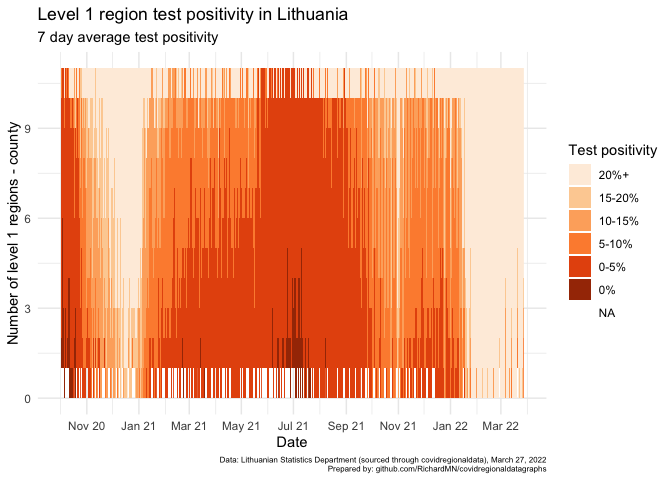 Level 1 region test positivity in Lithuania
7 day average test positivity
Number of level 1 regions - county
9
6
3
0
Nov 20 Jan 21 Mar 21 May 21 Jul 21 Sep 21 Nov 21 Jan 22 Mar 22
Date
Test positivity
20%+
15-20%
10-15%
5-10%
0-5%
0%
NA
Data: Lithuanian Statistics Department (sourced through covidregionaldata), March 27, 2022
Prepared by: github.com/RichardMN/covidregionaldatagraphs